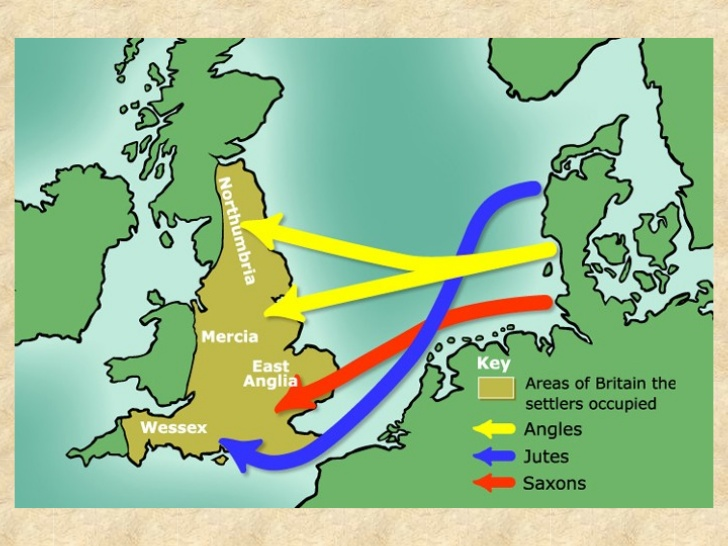 Northumbria
Mercia
East
Anglia
Wessex
Key
Areas of Britain the
settlers occupied
Angles
Jutes
Saxons